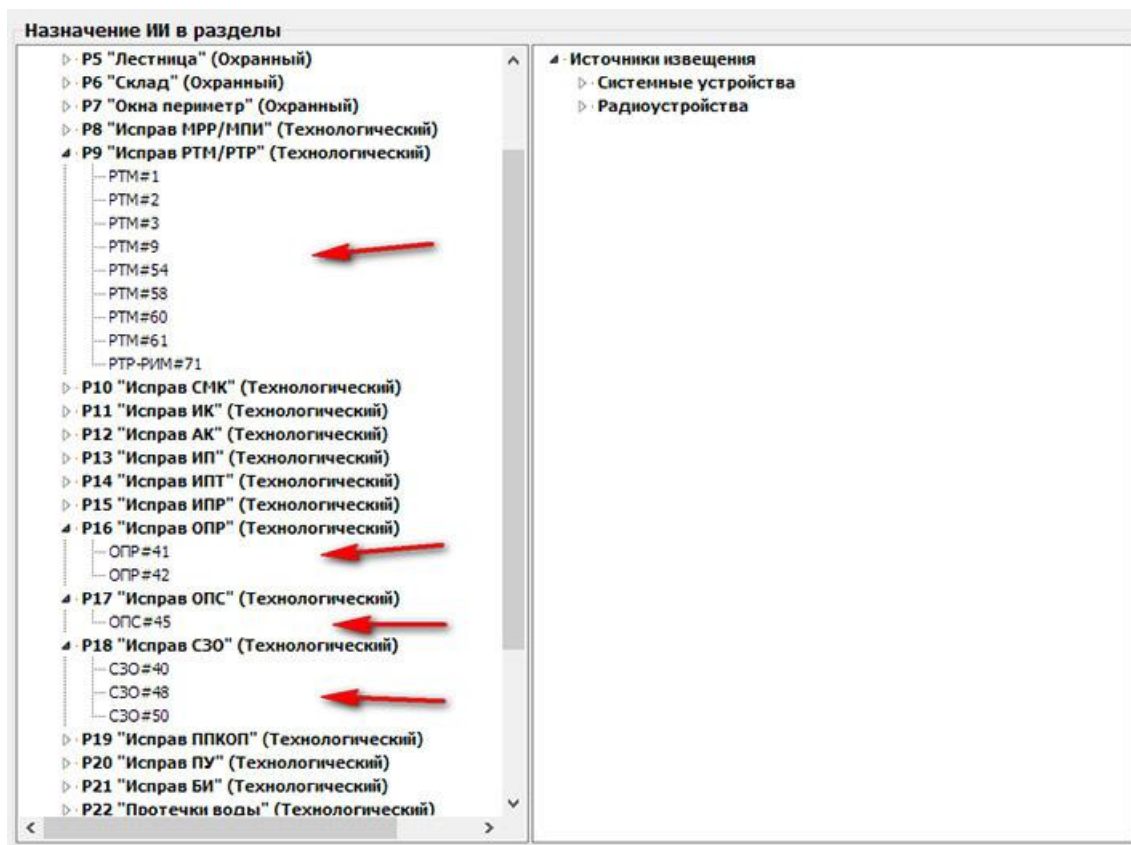 Назначение ИИ в разделы
Р5 "Лестница" (Охранный)
Р6 "Склад" (Охранный)
Р7 "Окна периметр" (Охранный)
Р8 "Исправ МРР/МПИ" (Технологический)
Р9 "Исправ РТМ/РТР" (Технологический)
РТМ#1
РТМ#2
РТМ#3
РТМ#9
РТМ#54
РТМ#58
РТМ#60
РТМ#61
РТР-РИМ#71
Р10 "Исправ СМК" (Технологический)
Р11 "Исправ ИК" (Технологический)
Р12 "Исправ АК" (Технологический)
Р13 "Исправ ИП" (Технологический)
Р14 "Исправ ИПТ" (Технологический)
Р15 "Исправ ИПР" (Технологический)
Р16 "Исправ ОПР" (Технологический)
ОПР#41
ОПР#42
Р17 "Исправ ОПС" (Технологический)
ОПС#45
Р18 "Исправ СЗО" (Технологический)
СЗО#40
СЗО#48
СЗО#50
Р19 "Исправ ППКОП" (Технологический)
Р20 "Исправ ПУ" (Технологический)
Р21 "Исправ БИ" (Технологический)
Р22 "Протечки воды" (Технологический)
Источники извещения
Системные устройства
Радиоустройства